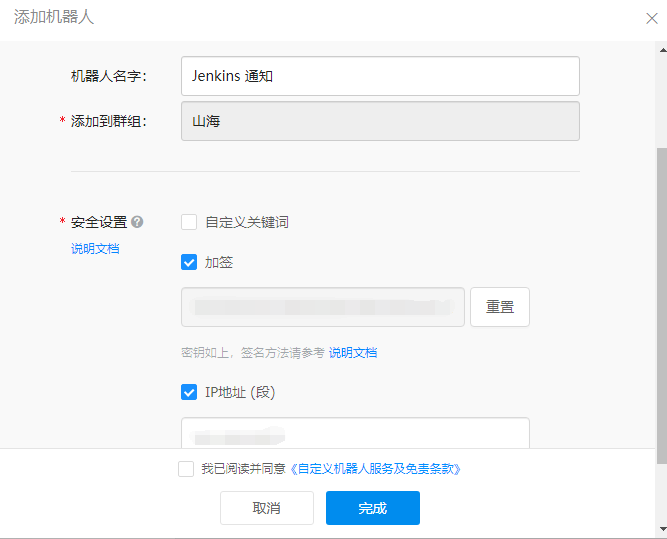 添加机器人
机器人名字：
Jenkins 通知
* 添加到群组：
山海
* 安全设置
自定义关键词
说明文档
加签
重置
密钥如上，签名方法请参考 说明文档
IP地址 (段)
我已阅读并同意《自定义机器人服务及免责条款》
取消
完成